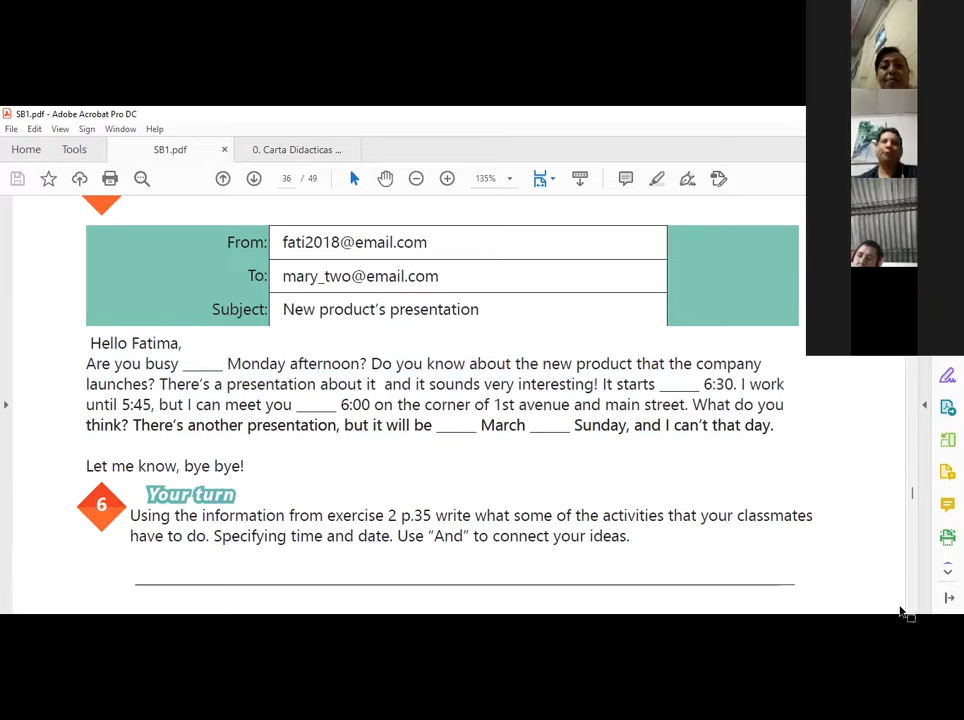 SB1.pdf - Adobe Acrobat Pro DC
File Edit View Sign Window Help
Home Tools SB1.pdf × 0. Carta Didacticas ...
36 / 49 135%
From: fati2018@email.com
To: mary_two@email.com
Subject: New product's presentation
Hello Fatima,
Are you busy _____ Monday afternoon? Do you know about the new product that the company
launches? There's a presentation about it and it sounds very interesting! It starts _____ 6:30. I work
until 5:45, but I can meet you _____ 6:00 on the corner of 1st avenue and main street. What do you
think? There's another presentation, but it will be _____ March _____ Sunday, and I can't that day.
Let me know, bye bye!
6 Your turn
Using the information from exercise 2 p.35 write what some of the activities that your classmates
have to do. Specifying time and date. Use “And” to connect your ideas.